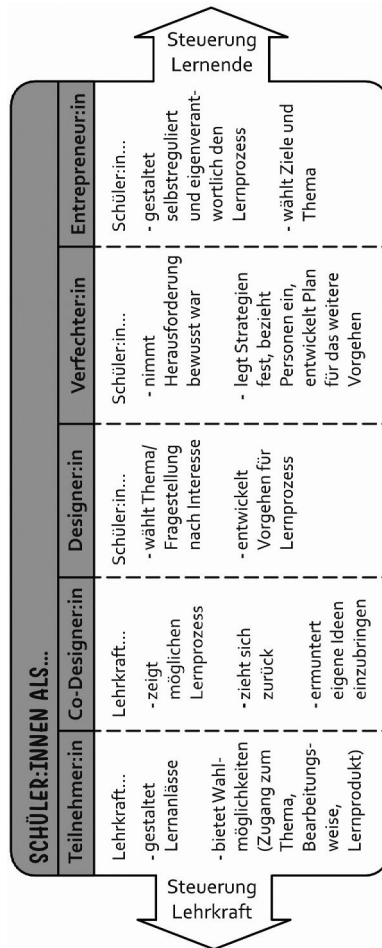 SCHÜLER:INNEN ALS...
Steuerung
Lehrkraft
Teilnehmer:in
Lehrkraft...
- gestaltet
Lernanlässe
- bietet Wahl-
möglichkeiten
(Zugang zum
Thema,
Bearbeitungs-
weise,
Lernprodukt)
Co-Designer:in
Lehrkraft...
- zeigt
möglichen
Lernprozess
- zieht sich
zurück
- ermuntert
eigene Ideen
einzubringen
Designer:in
Schüler:in...
- wählt Thema/
Fragestellung
nach Interesse
- entwickelt
Vorgehen für
Lernprozess
Verfechter:in
Schüler:in...
- nimmt
Herausforderung
bewusst war
- legt Strategien
fest, bezieht
Personen ein,
entwickelt Plan
für das weitere
Vorgehen
Entrepreneur:in
Schüler:in...
- gestaltet
selbstreguliert
und eigenverant-
wortlich den
Lernprozess
- wählt Ziele und
Thema
Steuerung
Lernende